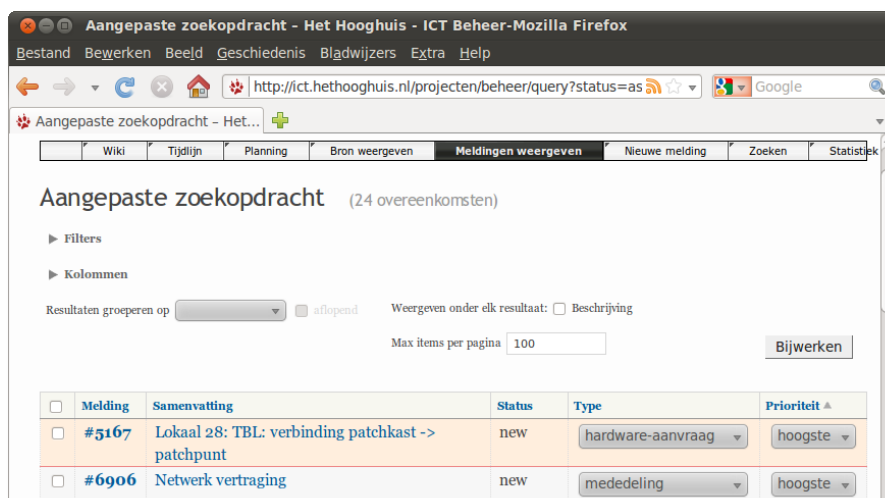 Aangepaste zoekopdracht – Het Hooghuis - ICT Beheer-Mozilla Firefox
Bestand Bewerken Beeld Geschiedenis Bladwijzers Extra Help
http://ict.hethooghuis.nl/projecten/beheer/query?status=as Google
Aangepaste zoekopdracht – Het...
Wiki Tijdlijn Planning Bron weergeven Meldingen weergeven Nieuwe melding Zoeken Statistiek
Aangepaste zoekopdracht (24 overeenkomsten)
Filters
Kolommen
Resultaten groeperen op aflopend Weergeven onder elk resultaat: Beschrijving
Max items per pagina 100
Bijwerken
Melding Samenvatting Status Type Prioriteit
#5167 Lokaal 28: TBL: verbinding patchkast -> new hardware-aanvraag hoogste
patchpunt
#6906 Netwerk vertraging new mededeling hoogste